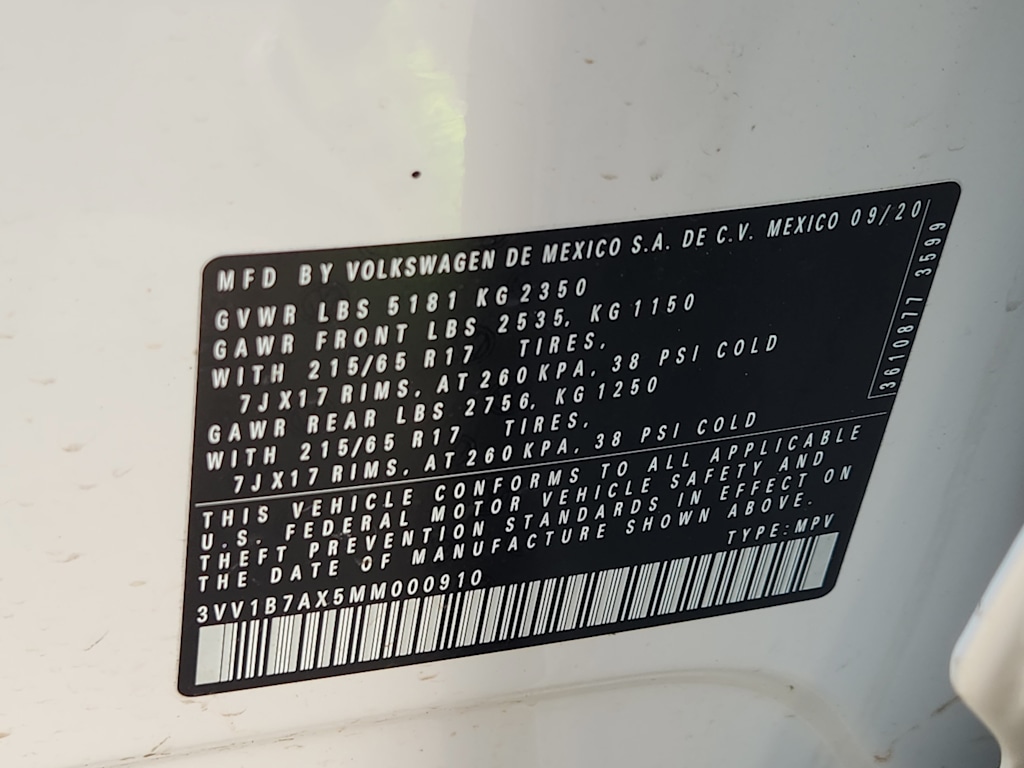 MFD BY VOLKSWAGEN DE MEXICO S.A. DE C.V. MEXICO 09/20
GVWR LBS 5181 KG 2350
GAWR FRONT LBS 2535, KG 1150
WITH 215/65 R17 TIRES,
7JX17 RIMS, AT 260 KPA, 38 PSI COLD
GAWR REAR LBS 2756, KG 1250
WITH 215/65 R17 TIRES,
7JX17 RIMS, AT 260 KPA, 38 PSI COLD
3610877 3599
THIS VEHICLE CONFORMS TO ALL APPLICABLE
U.S. FEDERAL MOTOR VEHICLE SAFETY AND
THEFT PREVENTION STANDARDS IN EFFECT ON
THE DATE OF MANUFACTURE SHOWN ABOVE.
3VV1B7AX5MM000910 TYPE: MPV